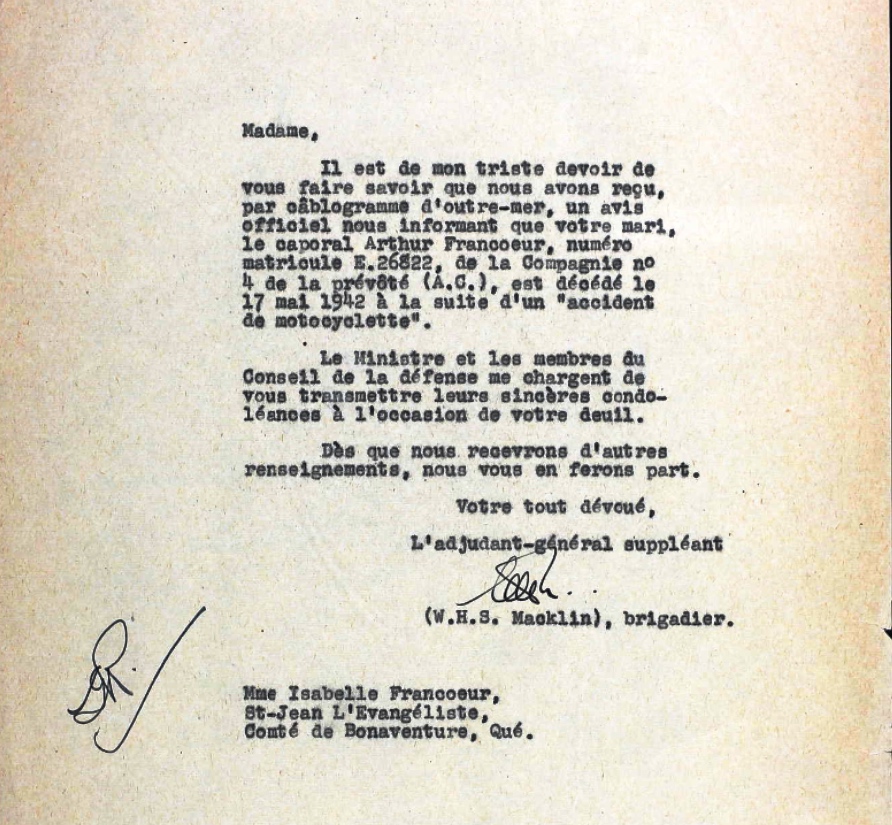 Madame,
Il est de mon triste devoir de
vous faire savoir que nous avons reçu,
par câblogramme d'outre-mer, un avis
officiel nous informant que votre mari,
le caporal Arthur Francoeur, numéro
matricule E.26822, de la Compagnie no
4 de la prévôté (A.C.), est décédé le
17 mai 1942 à la suite d'un "accident
de motocyclette".
Le Ministre et les membres du
Conseil de la défense me chargent de
vous transmettre leurs sincères condo-
léances à l'occasion de votre deuil.
Dès que nous recevrons d'autres
renseignements, nous vous en ferons part.
Votre tout dévoué,
L'adjudant-général suppléant
(W.H.S. Macklin), brigadier.
Mme Isabelle Francoeur,
St-Jean L'Evangéliste,
Comté de Bonaventure, Qué.